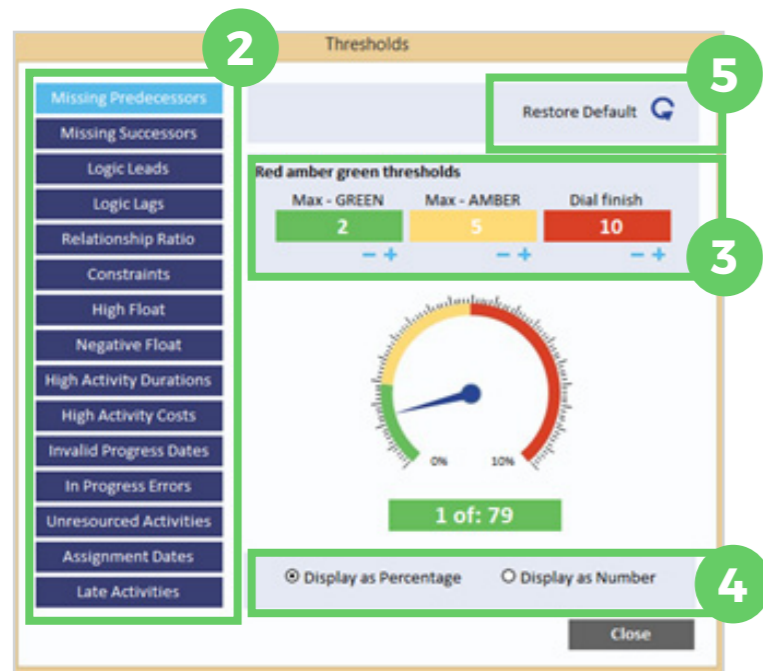 Thresholds
2
5
Missing Predecessors
Missing Successors
Logic Leads
Logic Lags
Relationship Ratio
Constraints
High Float
Negative Float
High Activity Durations
High Activity Costs
Invalid Progress Dates
In Progress Errors
Unresourced Activities
Assignment Dates
Late Activities
Restore Default
Red amber green thresholds
Max - GREEN Max - AMBER Dial finish
2 5 10
- + - + - +
3
0% 10%
1 of: 79
Display as Percentage Display as Number
4
Close